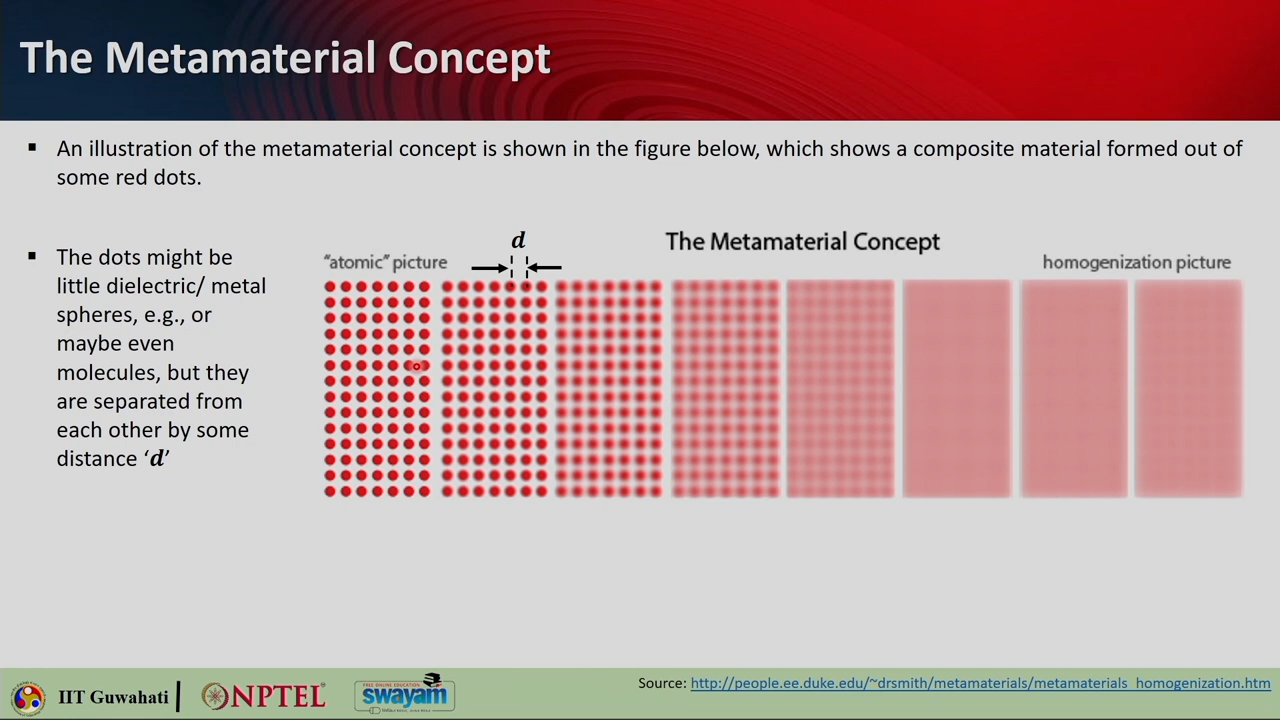 The Metamaterial Concept
▪ An illustration of the metamaterial concept is shown in the figure below, which shows a composite material formed out of
some red dots.
▪ The dots might be
little dielectric/ metal
spheres, e.g., or
maybe even
molecules, but they
are separated from
each other by some
distance ‘d’
d
The Metamaterial Concept
“atomic” picture
homogenization picture
IIT Guwahati
NPTEL
FREE ONLINE EDUCATION
swayam
Source: http://people.ee.duke.edu/~drsmith/metamaterials/metamaterials_homogenization.htm